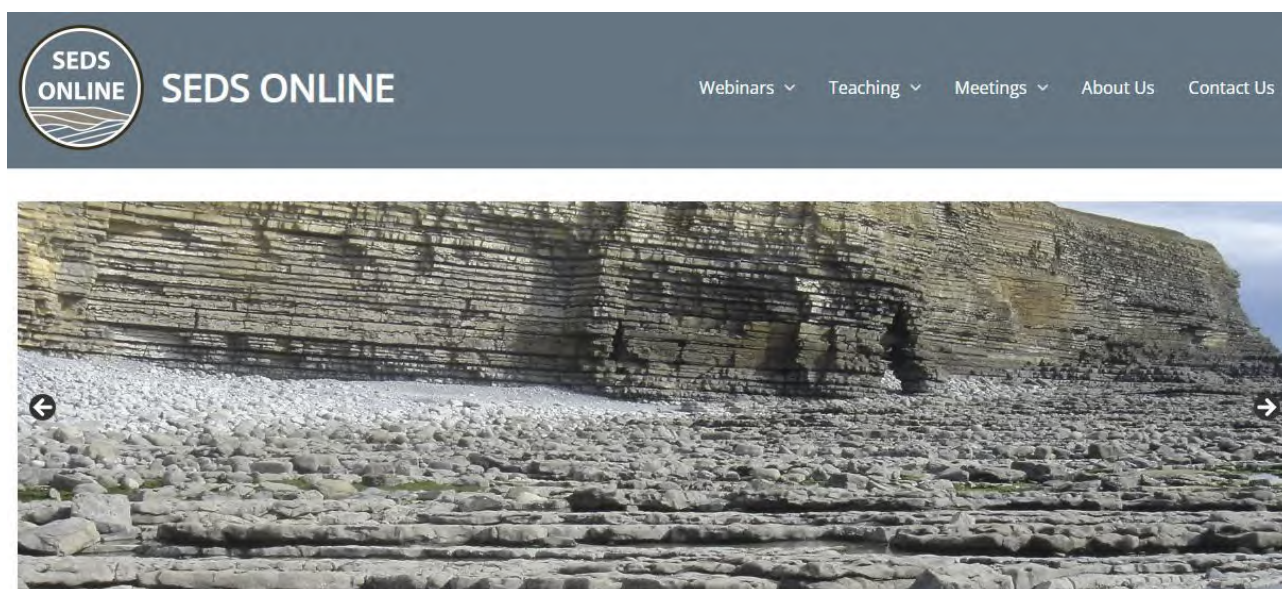 SEDS
ONLINE
SEDS ONLINE
Webinars
Teaching
Meetings
About Us
Contact Us